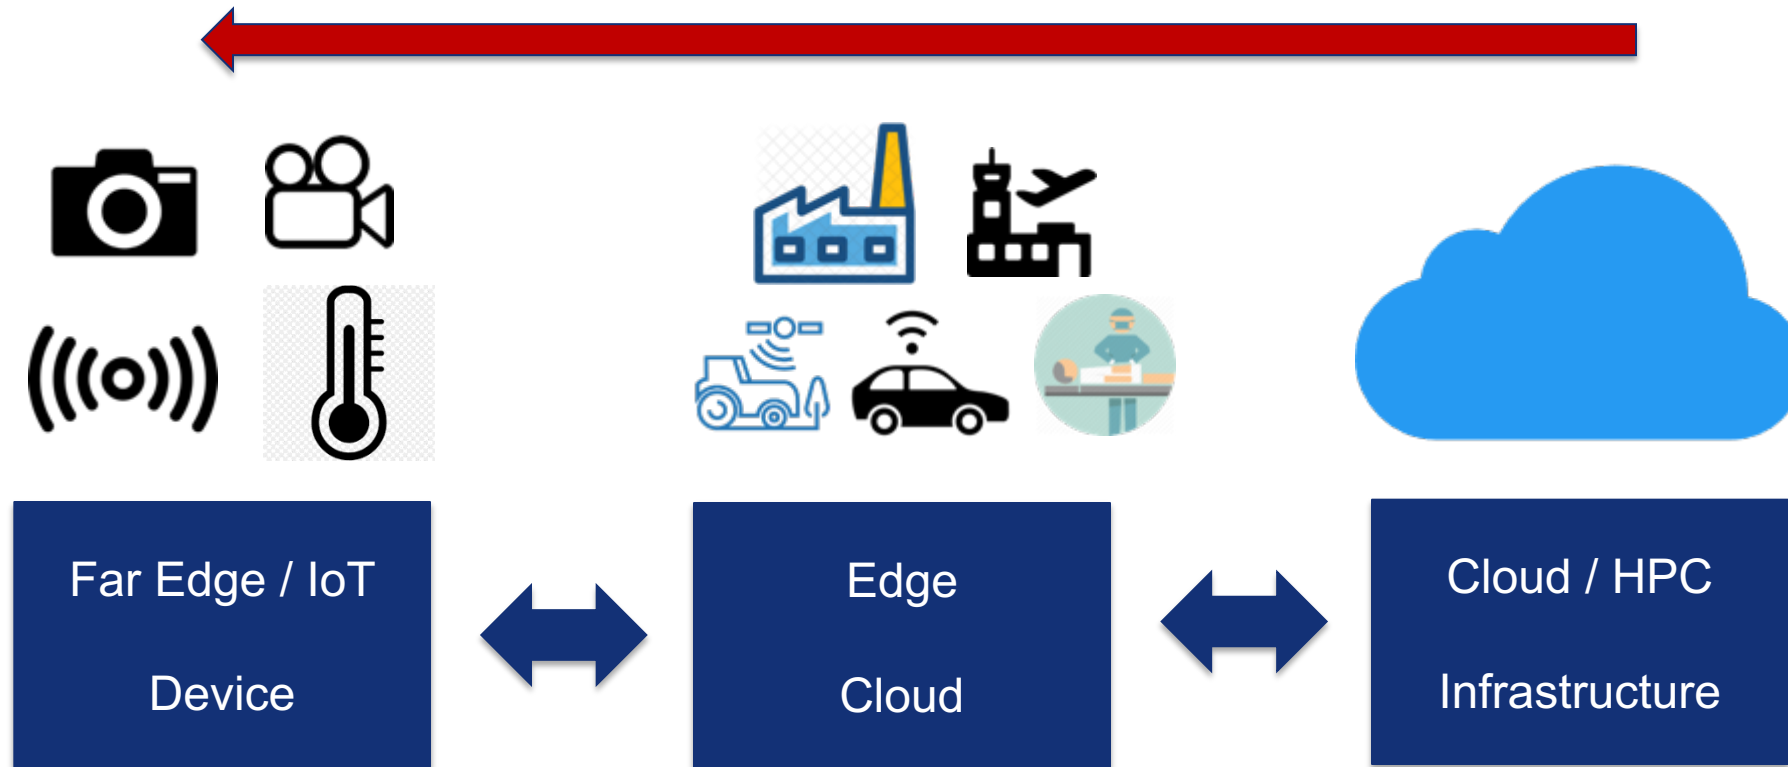 Far Edge / IoT
Device
Edge
Cloud
Cloud / HPC
Infrastructure